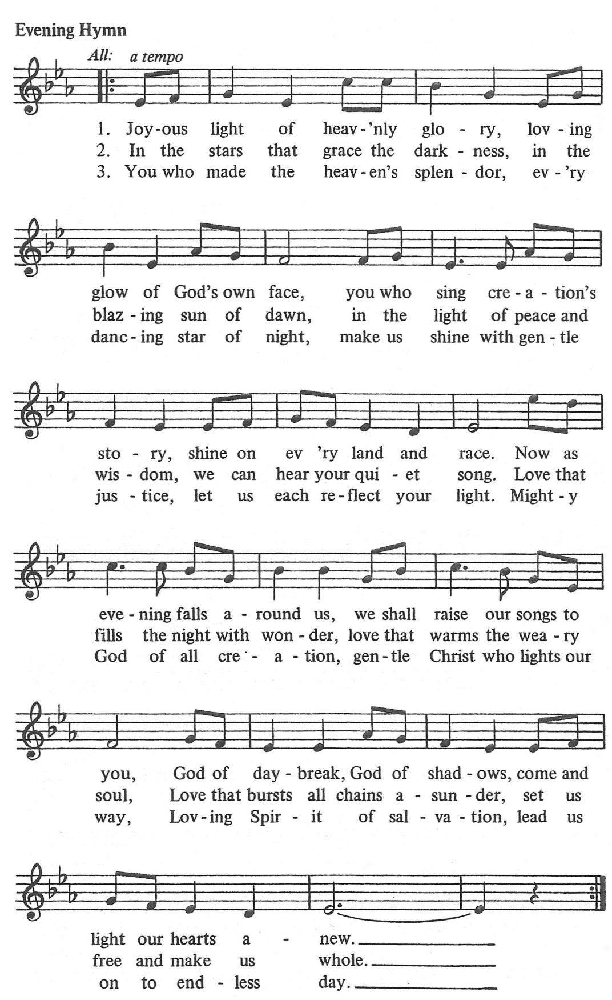 Evening Hymn
All: a tempo
1. Joy-ous light of heav-'nly glo - ry, lov - ing
2. In the stars that grace the dark - ness, in the
3. You who made the heav-en's splen - dor, ev - 'ry
glow of God's own face, you who sing cre - a - tion's
blaz - ing sun of dawn, in the light of peace and
danc - ing star of night, make us shine with gen - tle
sto - ry, shine on ev 'ry land and race. Now as
wis - dom, we can hear your qui - et song. Love that
jus - tice, let us each re - flect your light. Might - y
eve - ning falls a - round us, we shall raise our songs to
fills the night with won - der, love that warms the wea - ry
God of all cre - a - tion, gen - tle Christ who lights our
you, God of day - break, God of shad - ows, come and
soul, Love that bursts all chains a - sun - der, set us
way, Lov - ing Spir - it of sal - va - tion, lead us
light our hearts a - new.
free and make us whole.
on to end - less day.